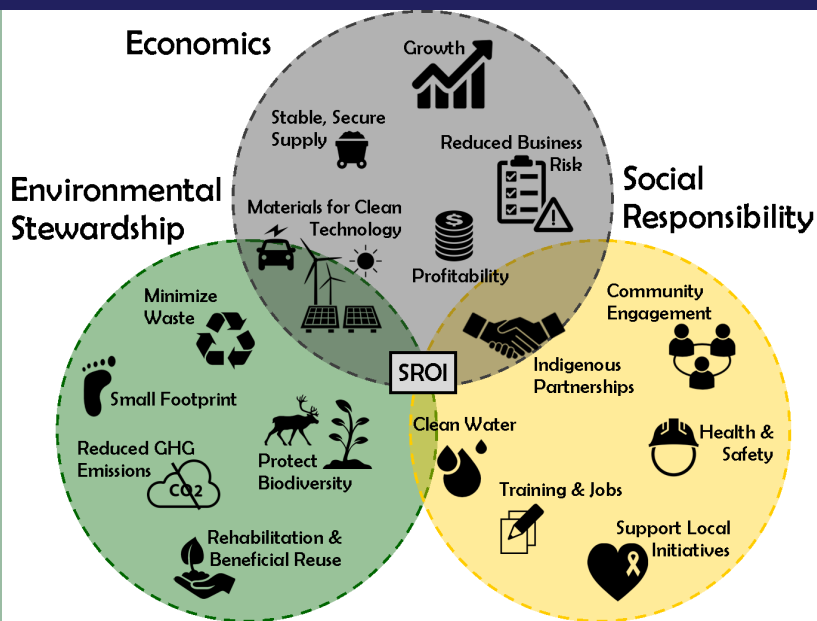 Economics
Growth
Stable, Secure
Supply
Reduced Business
Risk
Environmental
Stewardship
Social
Responsibility
Materials for Clean
Technology
$
Profitability
Minimize
Waste
Community
Engagement
SROI
Indigenous
Partnerships
Small Footprint
Clean Water
Health &
Safety
Reduced GHG
Emissions
CO2
Protect
Biodiversity
Training & Jobs
Rehabilitation &
Beneficial Reuse
Support Local
Initiatives